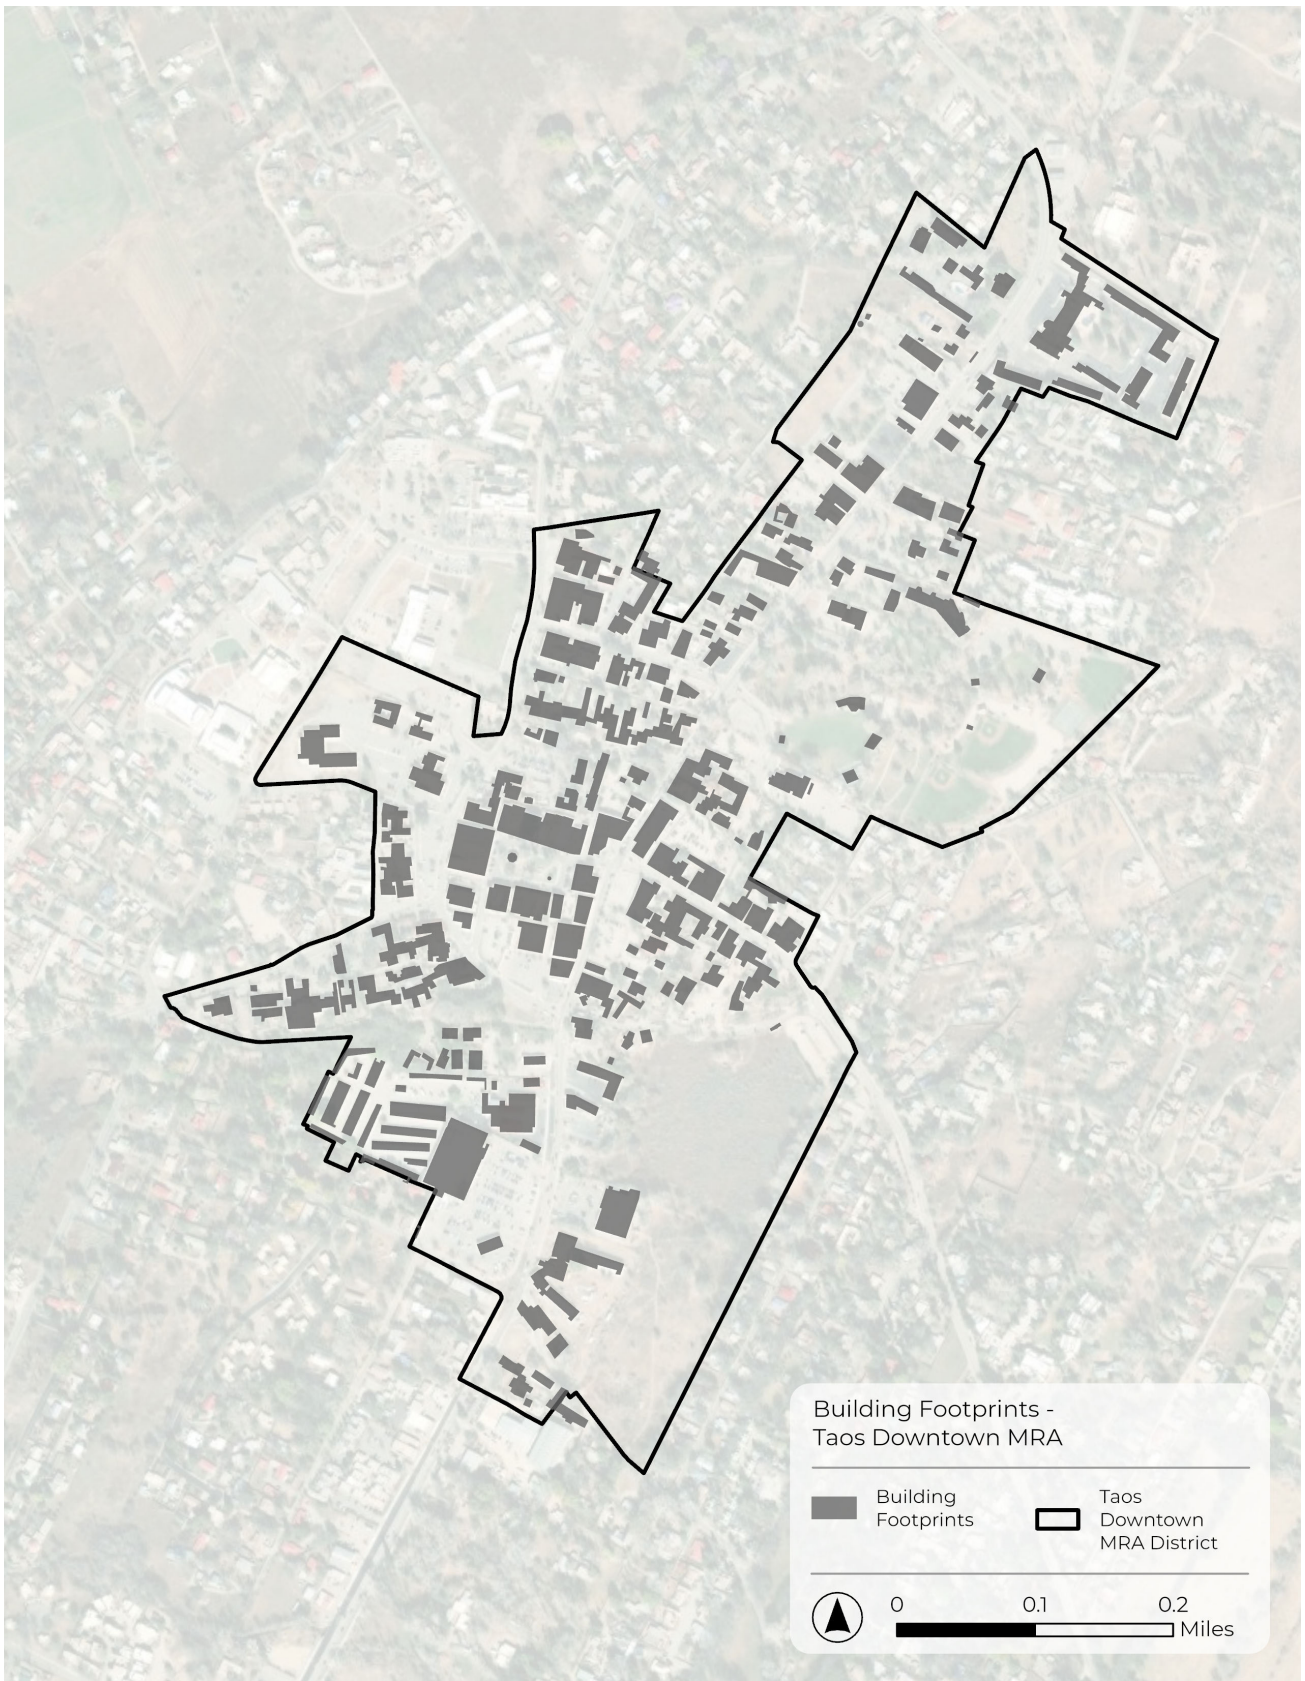 Building Footprints -
Taos Downtown MRA
Building
Footprints
Taos
Downtown
MRA District
0 0.1 0.2
Miles